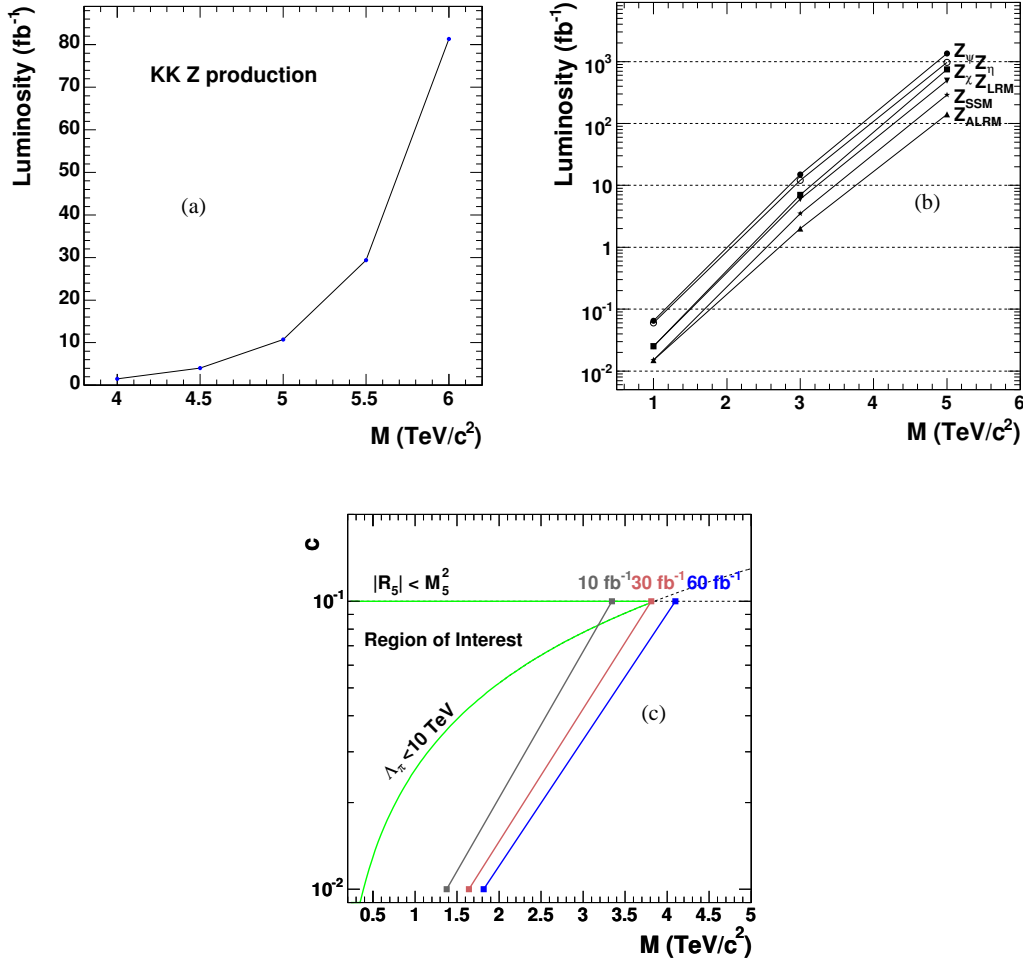 Luminosity (fb-1)
80
70
60
50
40
30
20
10
0
KK Z production
(a)
4 4.5 5 5.5 6
M (TeV/c2)
Luminosity (fb-1)
103
102
10
1
10-1
10-2
Zψ Zη
Zχ ZLRM
ZSSM
ZALRM
(b)
1 2 3 4 5 6
M (TeV/c2)
c
10-1
10-2
|R5| < M52
10 fb-1 30 fb-1 60 fb-1
Region of Interest
Λπ <10 TeV
(c)
0.5 1 1.5 2 2.5 3 3.5 4 4.5 5
M (TeV/c2)